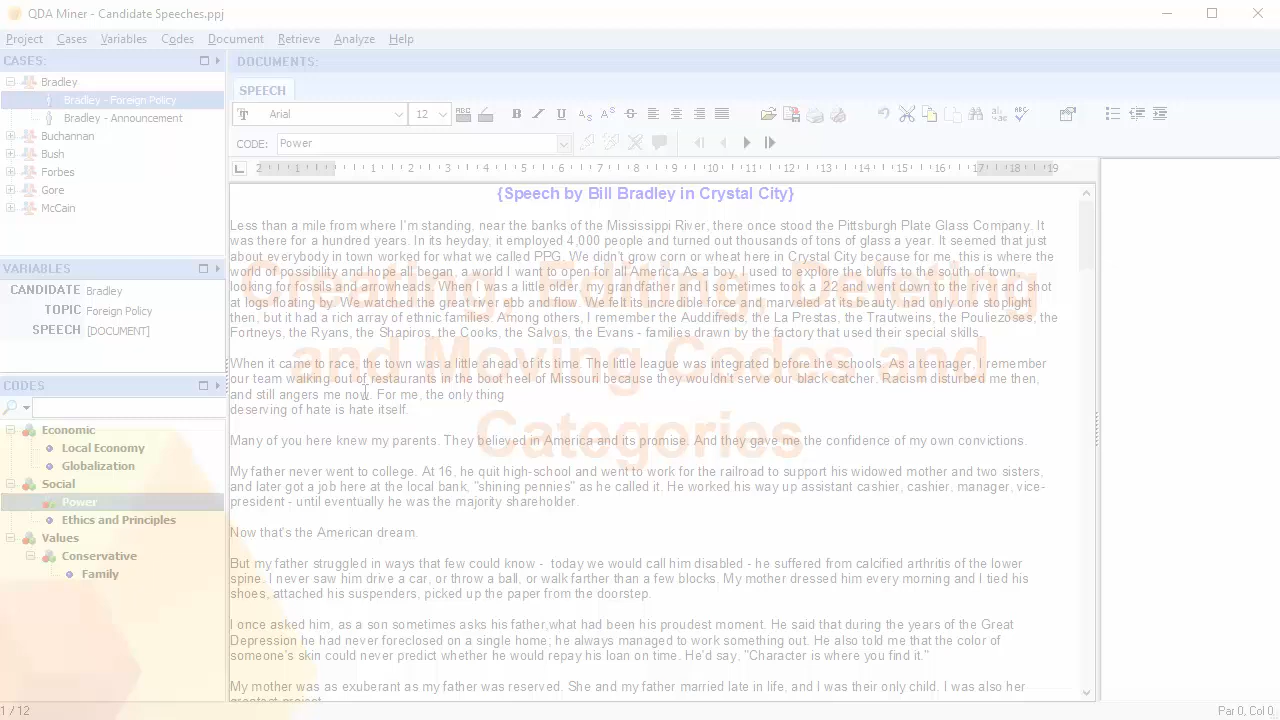 QDA Miner - Candidate Speeches.ppj
Project Cases Variables Codes Document Retrieve Analyze Help
CASES:
Bradley
Bradley - Foreign Policy
Bradley - Announcement
Buchannan
Bush
Forbes
Gore
McCain
VARIABLES
CANDIDATE Bradley
TOPIC Foreign Policy
SPEECH [DOCUMENT]
CODES
Economic
Local Economy
Globalization
Social
Power
Ethics and Principles
Values
Conservative
Family
1 / 12
DOCUMENTS:
SPEECH
Arial 12 B I U S
CODE: Power
2 1 1 2 3 4 5 6 7 8 9 10 11 12 13 14 15 16 17 18 19
{Speech by Bill Bradley in Crystal City}
Less than a mile from where I'm standing, near the banks of the Mississippi River, there once stood the Pittsburgh Plate Glass Company. It
was there for a hundred years. In its heyday, it employed 4,000 people and turned out thousands of tons of glass a year. It seemed that just
about everybody in town worked for what we called PPG. We didn't grow corn or wheat here in Crystal City because for me, this is where the
world of possibility and hope all began, a world I want to open for all America As a boy, I used to explore the bluffs to the south of town,
looking for fossils and arrowheads. When I was a little older, my grandfather and I sometimes took a .22 and went down to the river and shot
at logs floating by. We watched the great river ebb and flow. We felt its incredible force and marveled at its beauty. had only one stoplight
then, but it had a rich array of ethnic families. Among others, I remember the Auddifreds, the La Prestas, the Trautweins, the Pouliezoses, the
Fortneys, the Ryans, the Shapiros, the Cooks, the Salvos, the Evans - families drawn by the factory that used their special skills.
When it came to race, the town was a little ahead of its time. The little league was integrated before the schools. As a teenager, I remember
our team walking out of restaurants in the boot heel of Missouri because they wouldn't serve our black catcher. Racism disturbed me then,
and still angers me now. For me, the only thing
deserving of hate is hate itself.
Many of you here knew my parents. They believed in America and its promise. And they gave me the confidence of my own convictions.
My father never went to college. At 16, he quit high-school and went to work for the railroad to support his widowed mother and two sisters,
and later got a job here at the local bank, "shining pennies" as he called it. He worked his way up assistant cashier, cashier, manager, vice-
president - until eventually he was the majority shareholder.
Now that's the American dream.
But my father struggled in ways that few could know - today we would call him disabled - he suffered from calcified arthritis of the lower
spine. I never saw him drive a car, or throw a ball, or walk farther than a few blocks. My mother dressed him every morning and I tied his
shoes, attached his suspenders, picked up the paper from the doorstep.
I once asked him, as a son sometimes asks his father,what had been his proudest moment. He said that during the years of the Great
Depression he had never foreclosed on a single home; he always managed to work something out. He also told me that the color of
someone's skin could never predict whether he would repay his loan on time. He'd say, "Character is where you find it."
My mother was as exuberant as my father was reserved. She and my father married late in life, and I was their only child. I was also her
greatest project.
Deleting
and Moving Codes and
Categories
Par 0, Col 0